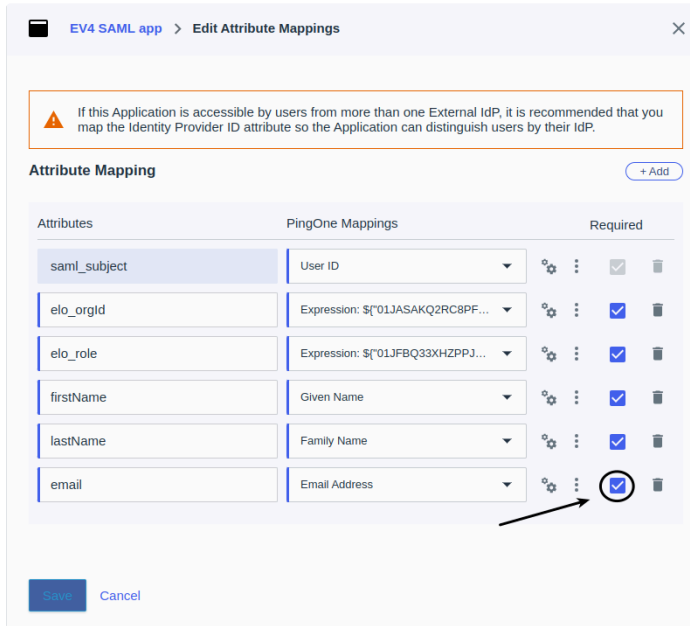 EV4 SAML app > Edit Attribute Mappings
If this Application is accessible by users from more than one External IdP, it is recommended that you
map the Identity Provider ID attribute so the Application can distinguish users by their IdP.
Attribute Mapping
+ Add
Attributes PingOne Mappings Required
saml_subject User ID
elo_orgId Expression: ${"01JASAKQ2RC8PF...
elo_role Expression: ${"01JFBQ33XHZPPJ...
firstName Given Name
lastName Family Name
email Email Address
Save Cancel